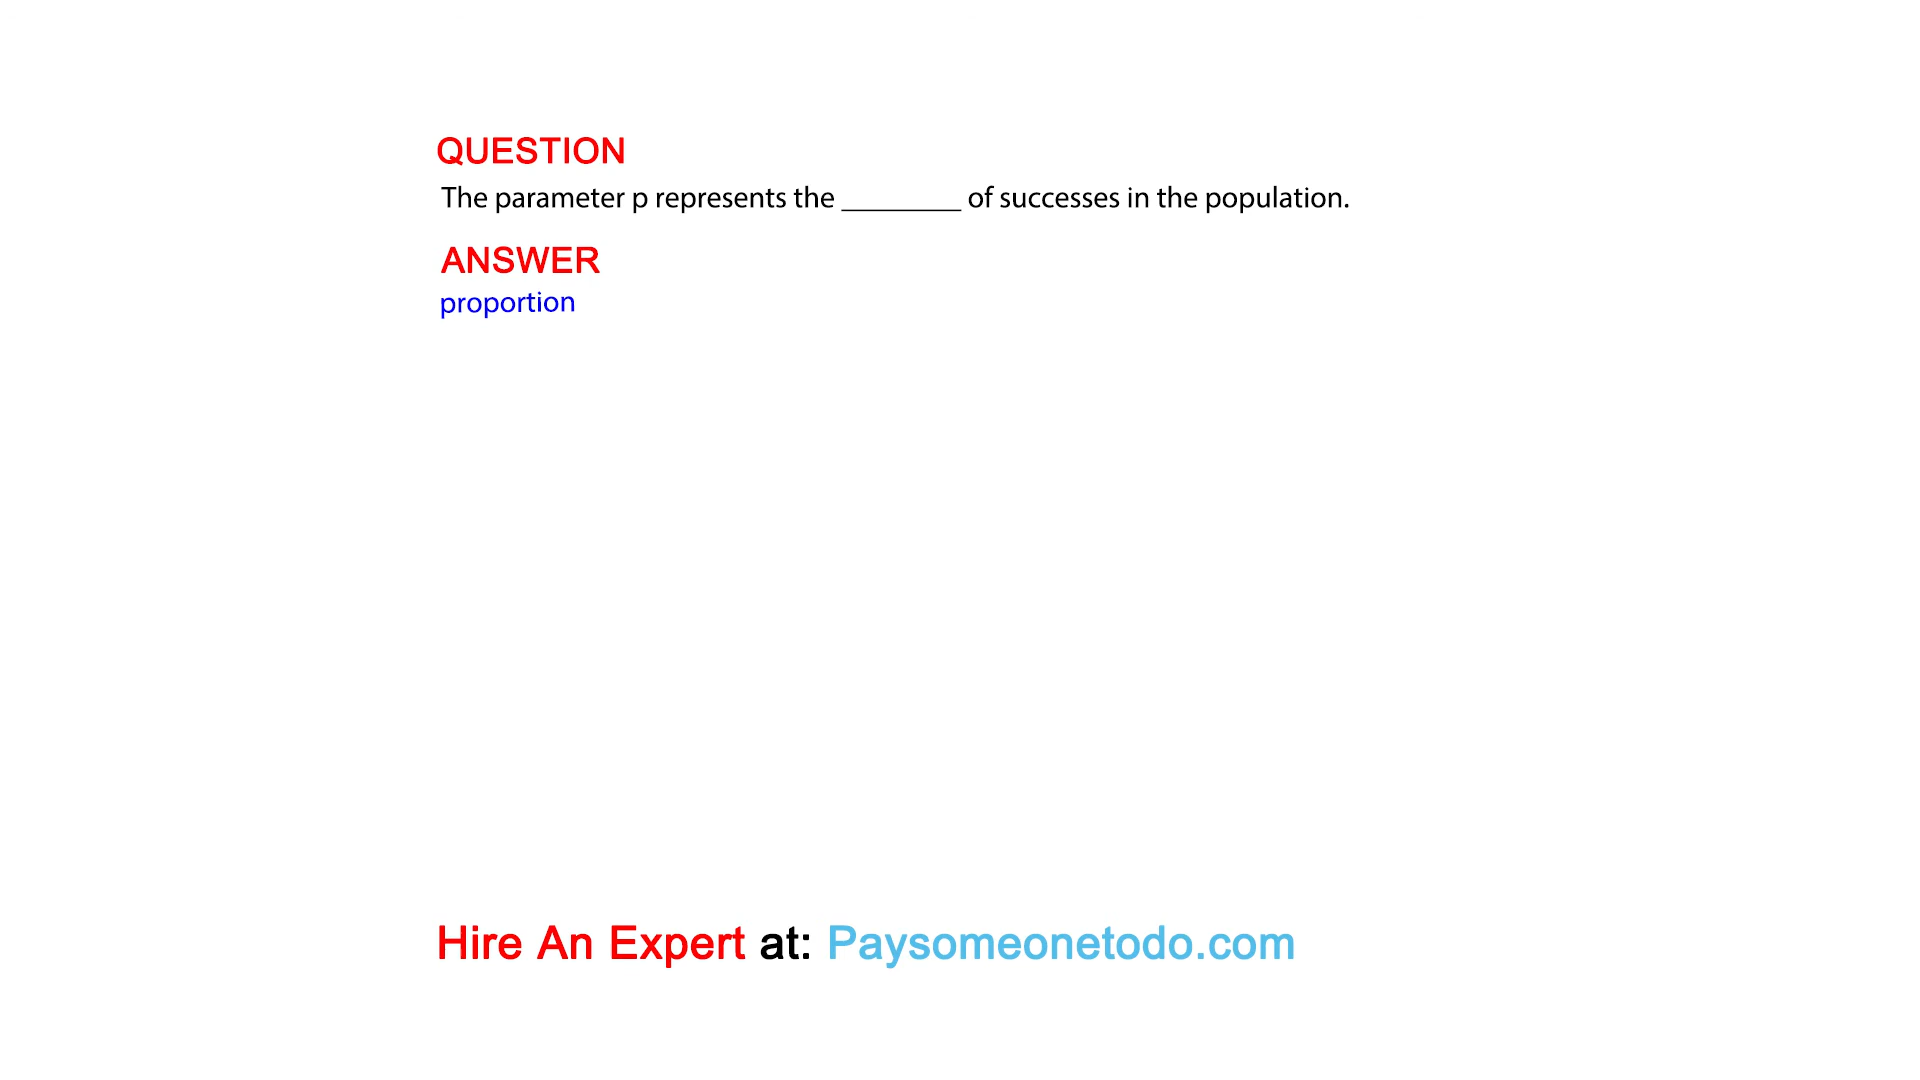 QUESTION
The parameter p represents the ________ of successes in the population.
ANSWER
proportion
Hire An Expert at: Paysomeonetodo.com